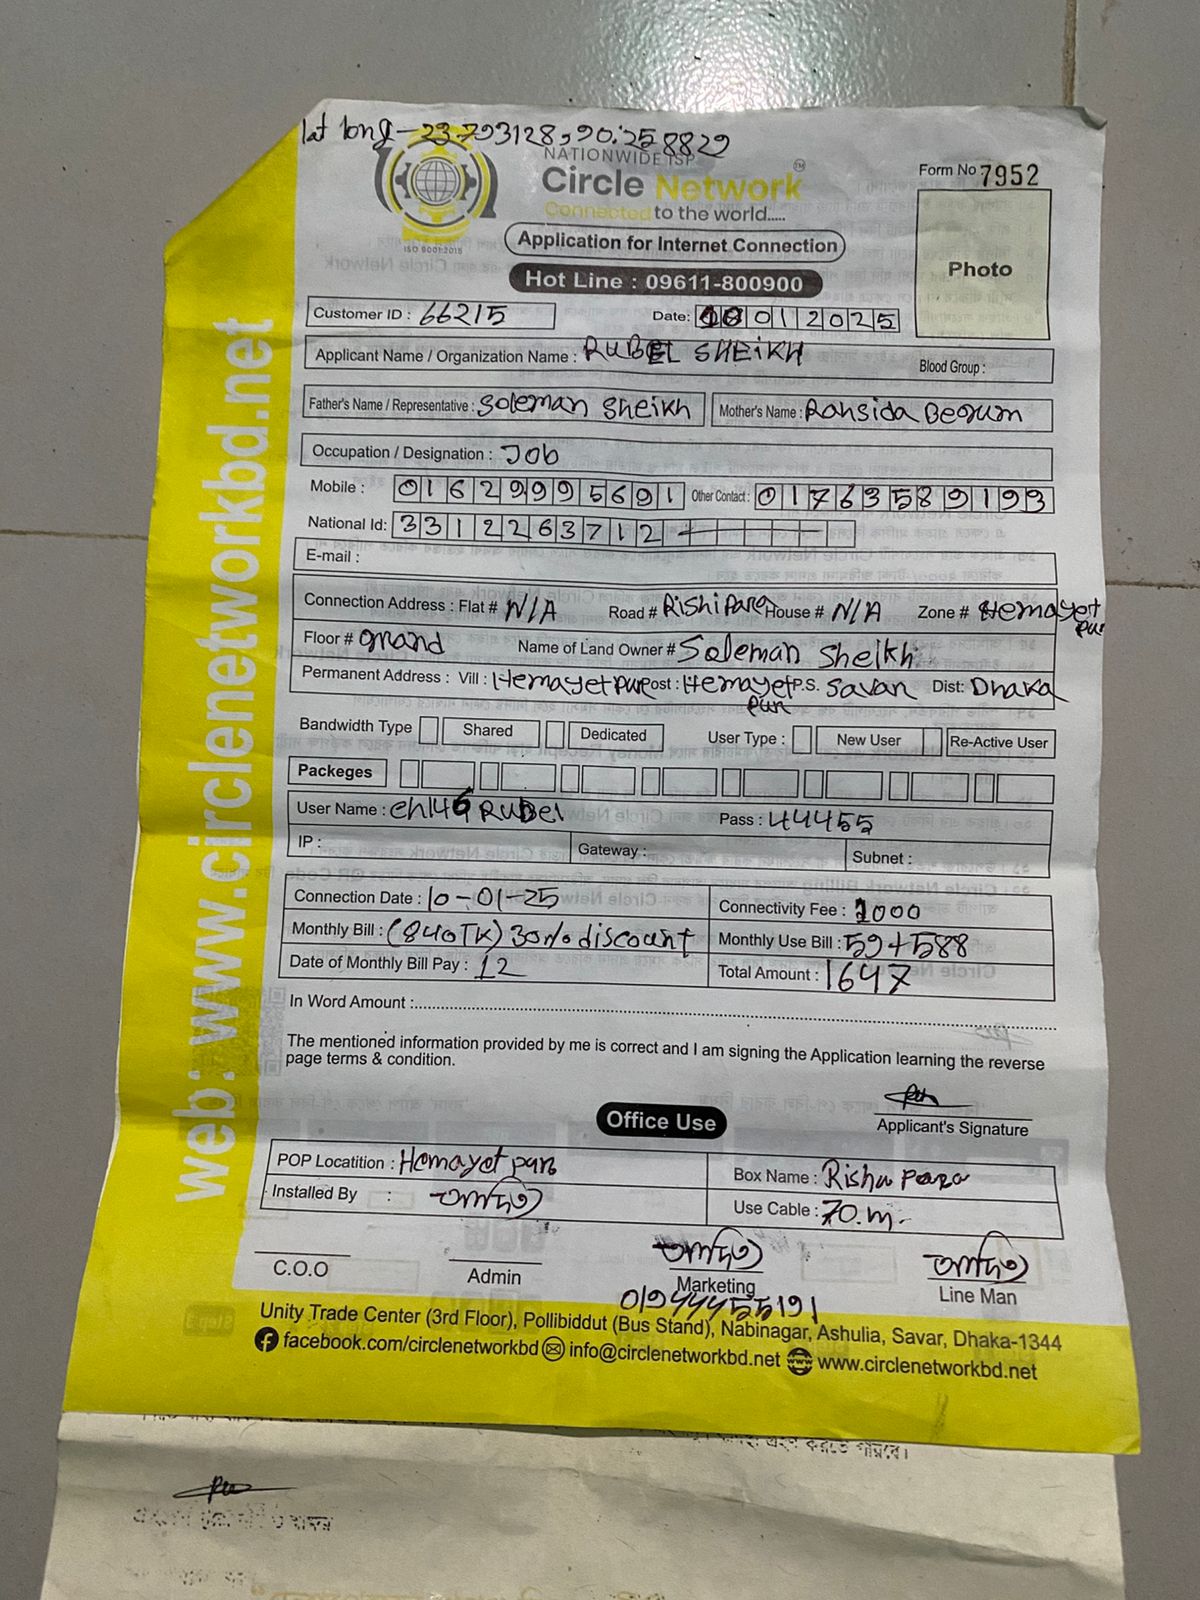 lat long - 23.793128, 90.258829
NATIONWIDE ISP
Circle Network TM
Connected to the world.....
ISO 9001:2015
Form No 7952
Photo
Application for Internet Connection
Hot Line : 09611-800900
Customer ID : 66215
Date: 01 2025
Applicant Name / Organization Name : RUBEL SHEIKH
Blood Group :
Father's Name / Representative : Soleman Sheikh
Mother's Name : Rahsida Begum
Occupation / Designation : Job
Mobile : 01629995691 Other Contact : 01763589193
National Id: 3312263712
E-mail :
Connection Address : Flat # N/A Road # Rishi Para House # N/A Zone # Hemayet pur
Floor # Grand Name of Land Owner # Soleman Sheikh
Permanent Address : Vill : Hemayet pur Post : Hemayet pur P.S. Savar Dist: Dhaka
Bandwidth Type Shared Dedicated User Type : New User Re-Active User
Packeges
User Name : ch146 Rubel Pass : 44455
IP : Gateway : Subnet :
Connection Date : 10-01-25 Connectivity Fee : 1000
Monthly Bill : (840TK) 30% discount Monthly Use Bill : 59+588
Date of Monthly Bill Pay : 12 Total Amount : 1647
In Word Amount :
The mentioned information provided by me is correct and I am signing the Application learning the reverse
page terms & condition.
Applicant's Signature
Office Use
POP Locatition : Hemayet pur Box Name : Rishi para
Installed By : Use Cable : 70.m.
C.O.O Admin Marketing Line Man
01944455191
Unity Trade Center (3rd Floor), Pollibiddut (Bus Stand), Nabinagar, Ashulia, Savar, Dhaka-1344
facebook.com/circlenetworkbd info@circlenetworkbd.net www.circlenetworkbd.net
web: www.circlenetworkbd.net